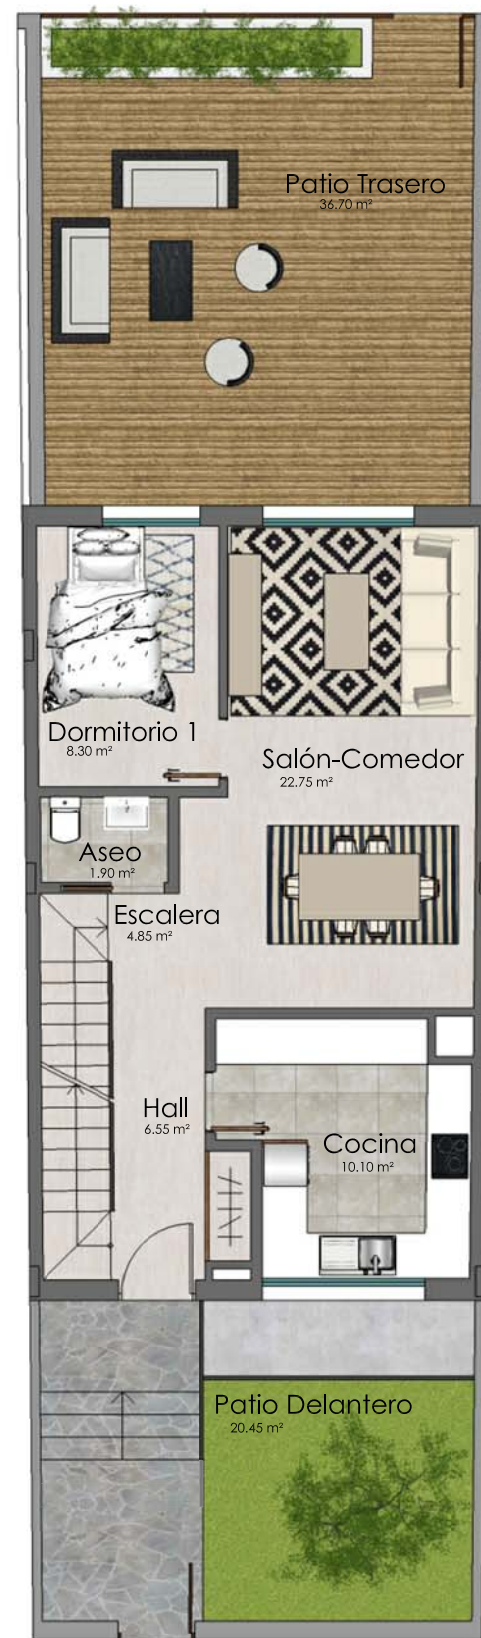 Patio Trasero
36.70 m²
Dormitorio 1
8.30 m²
Salón-Comedor
22.75 m²
Aseo
1.90 m²
Escalera
4.85 m²
Hall
6.55 m²
Cocina
10.10 m²
Patio Delantero
20.45 m²